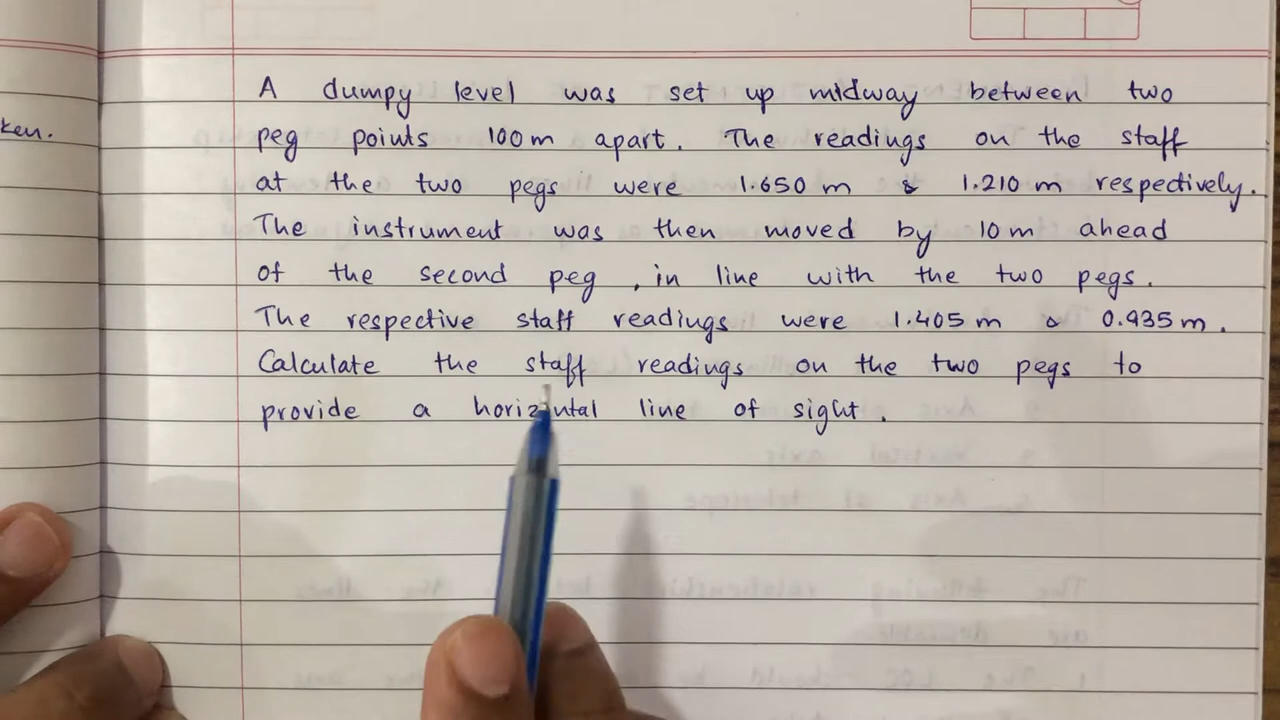 ken.
A dumpy level was set up midway between two
peg points 100m apart. The readings on the staff
at the two pegs were 1.650 m & 1.210 m respectively.
The instrument was then moved by 10 m ahead
of the second peg , in line with the two pegs.
The respective staff readings were 1.405 m & 0.935 m.
Calculate the staff readings on the two pegs to
provide a horizontal line of sight.